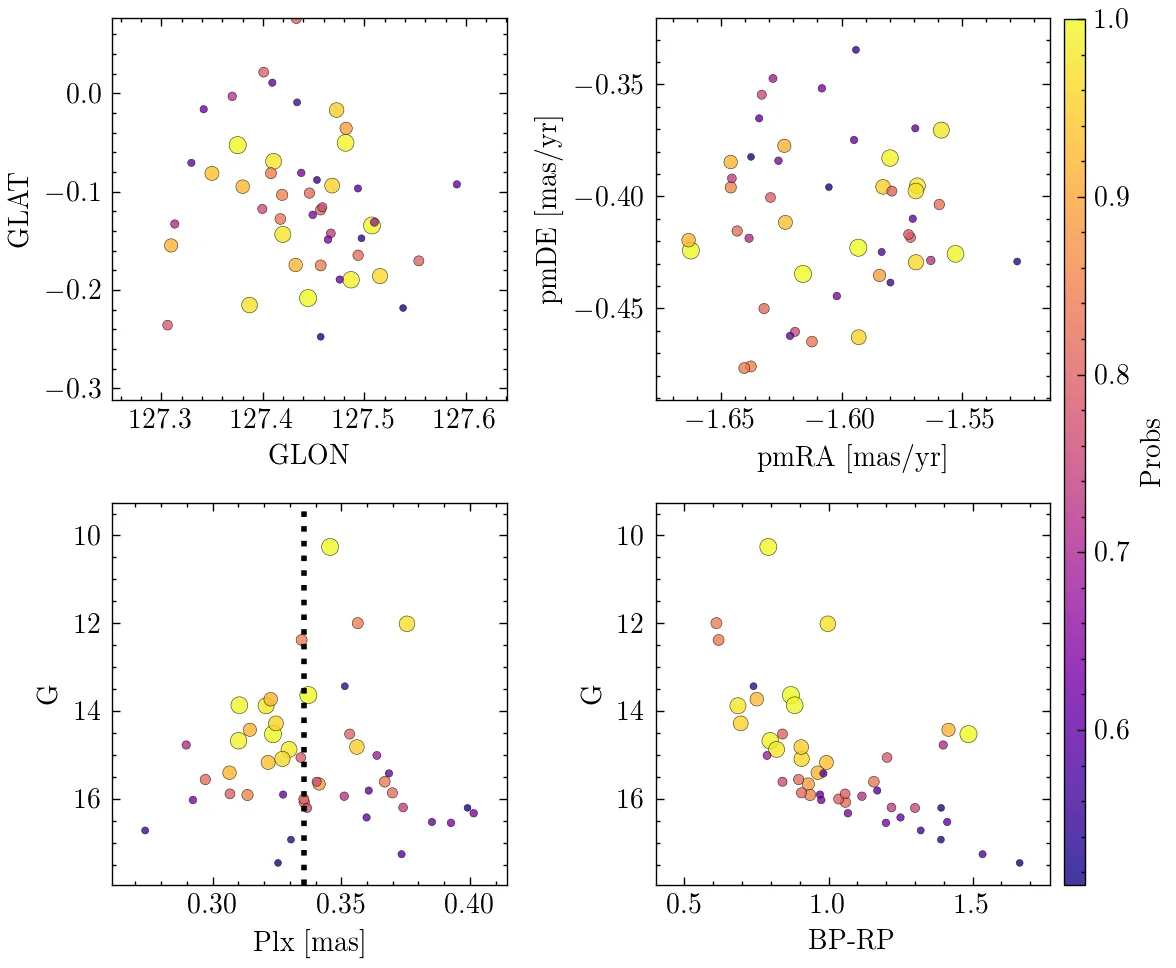 0.0
−0.1
−0.2
−0.3
GLAT
127.3 127.4 127.5 127.6
GLON
−0.35
−0.40
−0.45
pmDE [mas/yr]
−1.65 −1.60 −1.55
pmRA [mas/yr]
1.0
0.9
0.8
0.7
0.6
Probs
10
12
14
16
G
0.30 0.35 0.40
Plx [mas]
10
12
14
16
G
0.5 1.0 1.5
BP-RP